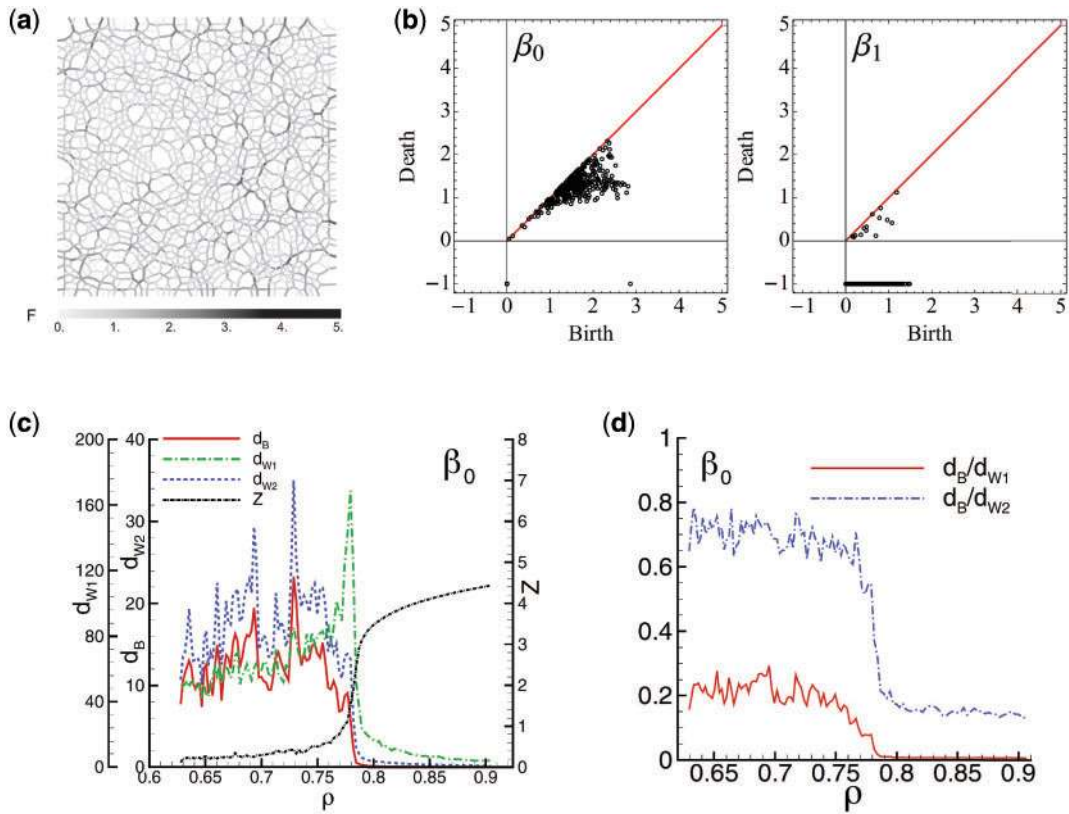 (a)
F
0. 1. 2. 3. 4. 5.
(b)
β0
5
4
3
2
1
0
−1
Death
−1 0 1 2 3 4 5
Birth
β1
5
4
3
2
1
0
−1
Death
−1 0 1 2 3 4 5
Birth
(c)
200
160
120
80
40
0
dW1
40
30
20
10
0
dB dW2
dB
dW1
dW2
Z
β0
8
7
6
5
4
3
2
1
0
Z
0.6 0.65 0.7 0.75 0.8 0.85 0.9
ρ
(d)
1
0.8
0.6
0.4
0.2
0
β0
dB/dW1
dB/dW2
0.65 0.7 0.75 0.8 0.85 0.9
ρ